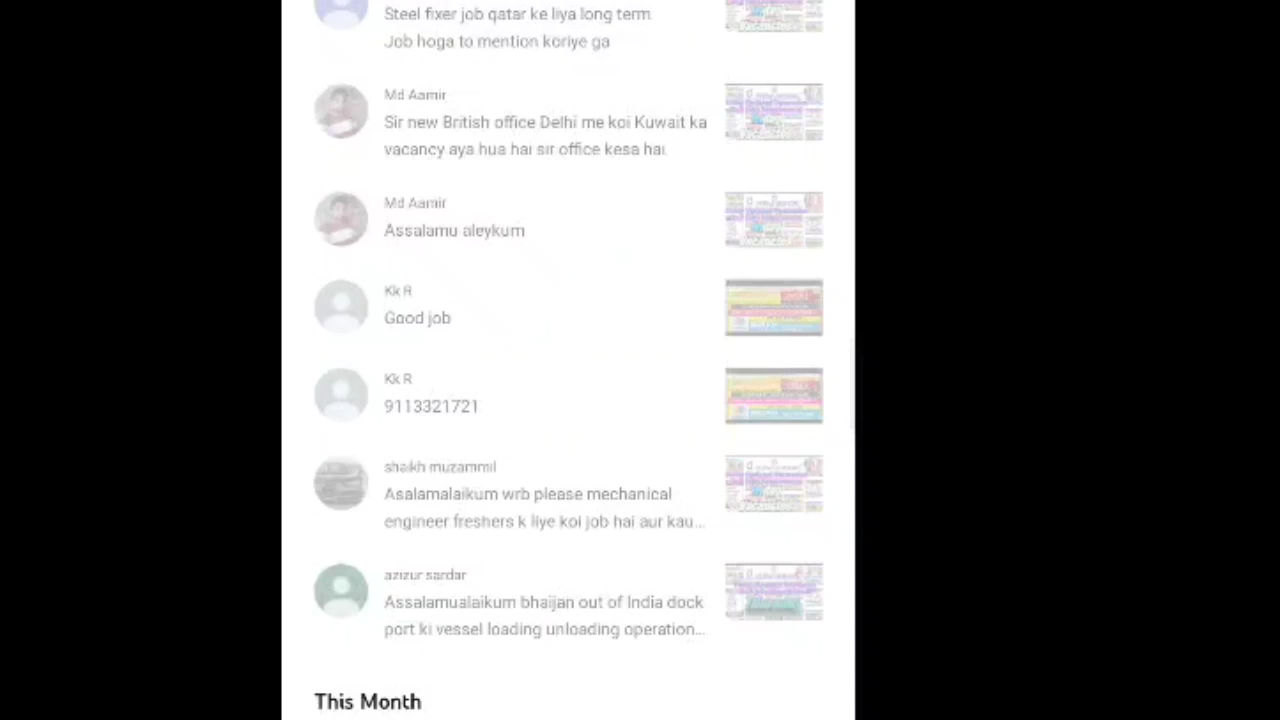 Steel fixer job qatar ke liya long term
Job hoga to mention koriye ga
Md Aamir
Sir new British office Delhi me koi Kuwait ka
vacancy aya hua hai sir office kesa hai
Md Aamir
Assalamu aleykum
Kk R
Good job
Kk R
9113321721
shaikh muzammil
Asalamalaikum wrb please mechanical
engineer freshers k liye koi job hai aur kau...
azizur sardar
Assalamualaikum bhaijan out of India dock
port ki vessel loading unloading operation...
This Month